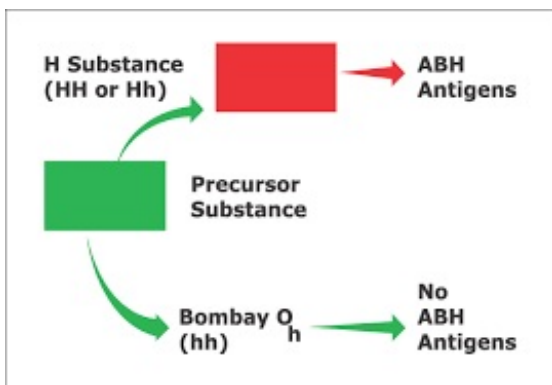 H Substance
(HH or Hh)
ABH
Antigens
Precursor
Substance
Bombay Oh
(hh)
No
ABH
Antigens